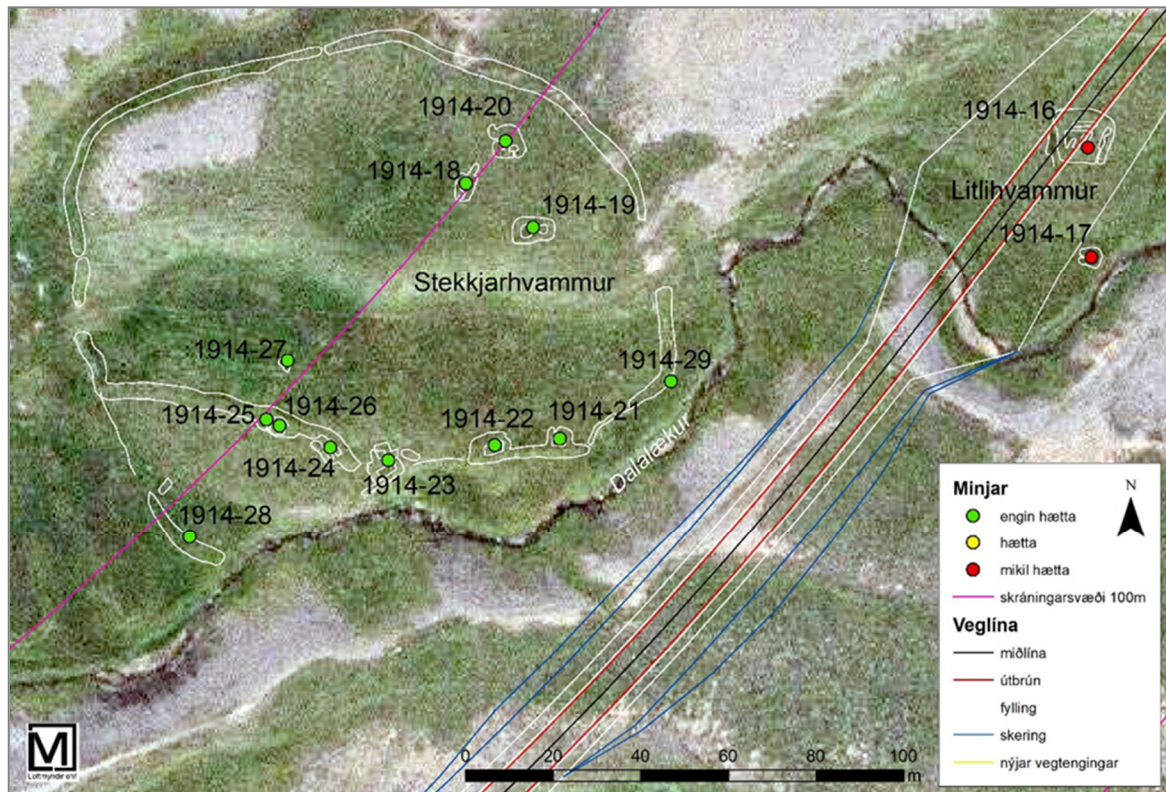 1914-20
1914-16
1914-18
Litlihvammur
1914-19
1914-17
Stekkjarhvammur
1914-27
1914-29
1914-26
1914-25
1914-22
1914-21
1914-24
1914-23
Dalalækur
1914-28
Minjar
N
engin hætta
hætta
mikil hætta
skráningarsvæði 100m
Veglína
miðlína
útbrún
fylling
skering
nýjar vegtengingar
0 20 40 60 80 100
m
M
Loftmyndir ehf